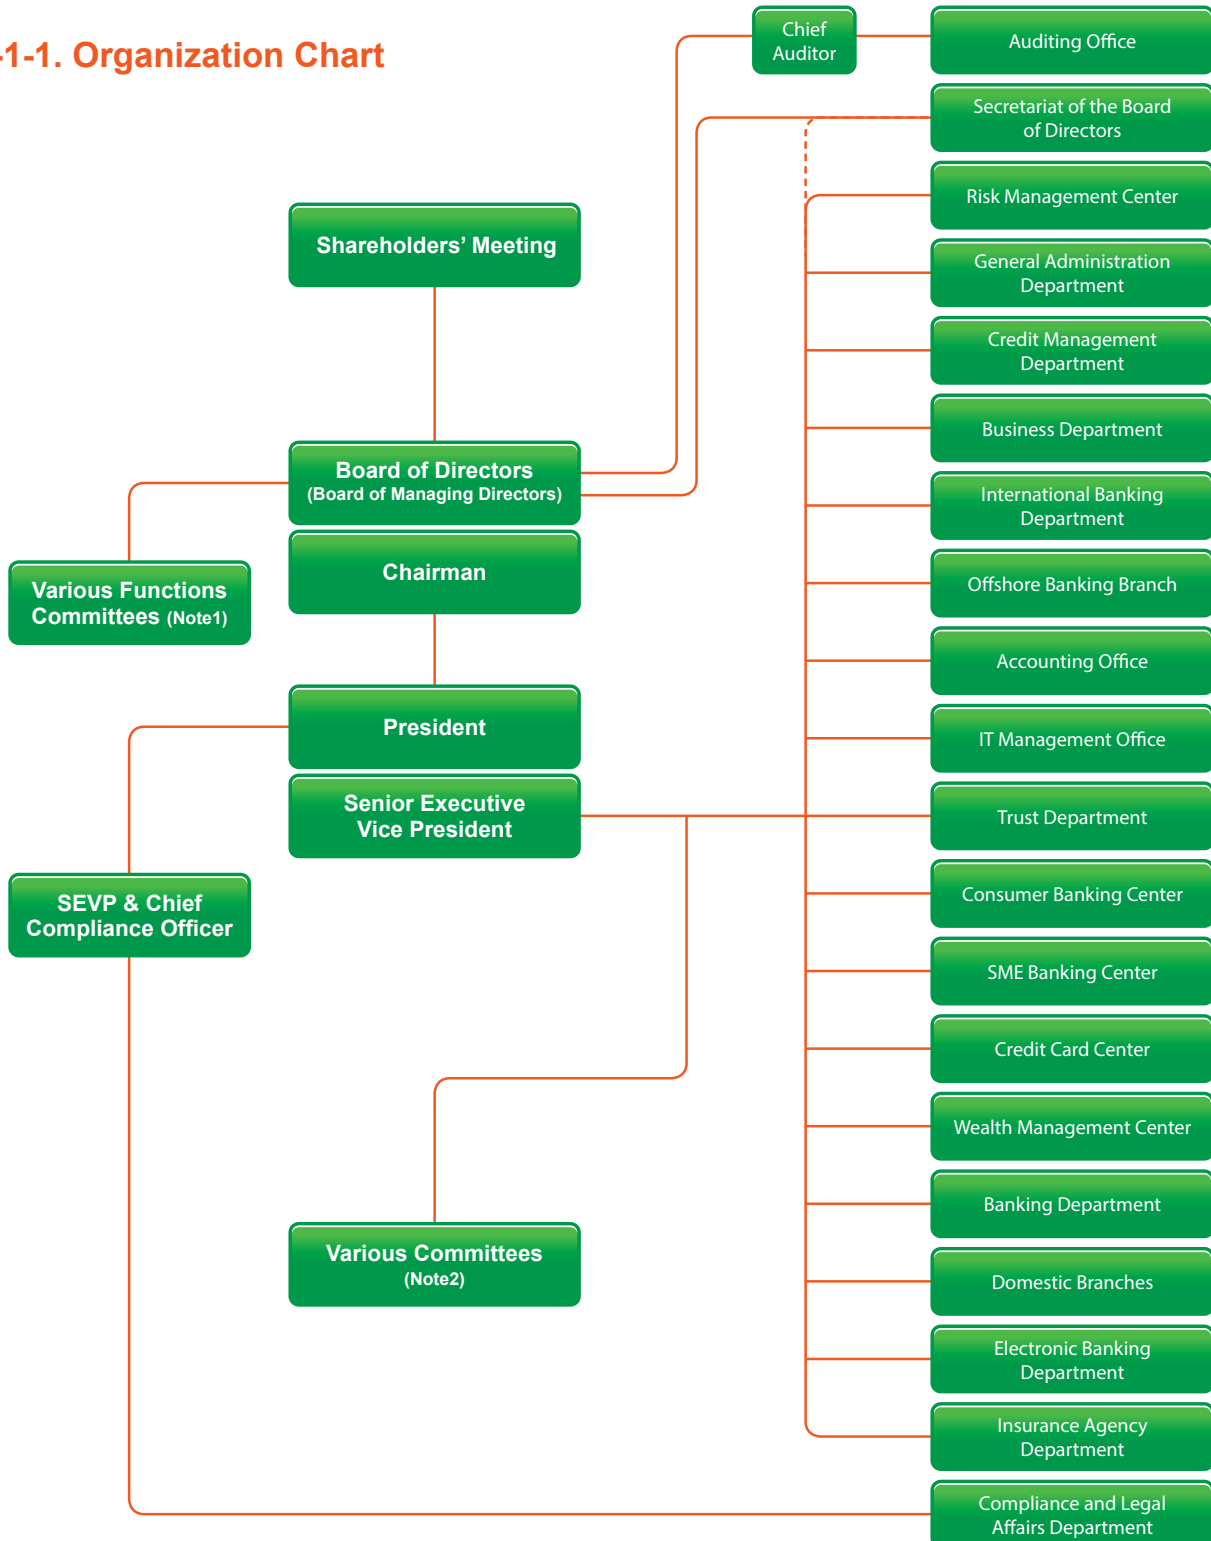 -1-1. Organization Chart
Chief
Auditor
Auditing Office
Secretariat of the Board
of Directors
Risk Management Center
Shareholders’ Meeting
General Administration
Department
Credit Management
Department
Business Department
Board of Directors
(Board of Managing Directors)
International Banking
Department
Chairman
Various Functions
Committees (Note1)
Offshore Banking Branch
Accounting Office
President
IT Management Office
Senior Executive
Vice President
Trust Department
SEVP & Chief
Compliance Officer
Consumer Banking Center
SME Banking Center
Credit Card Center
Wealth Management Center
Banking Department
Various Committees
(Note2)
Domestic Branches
Electronic Banking
Department
Insurance Agency
Department
Compliance and Legal
Affairs Department